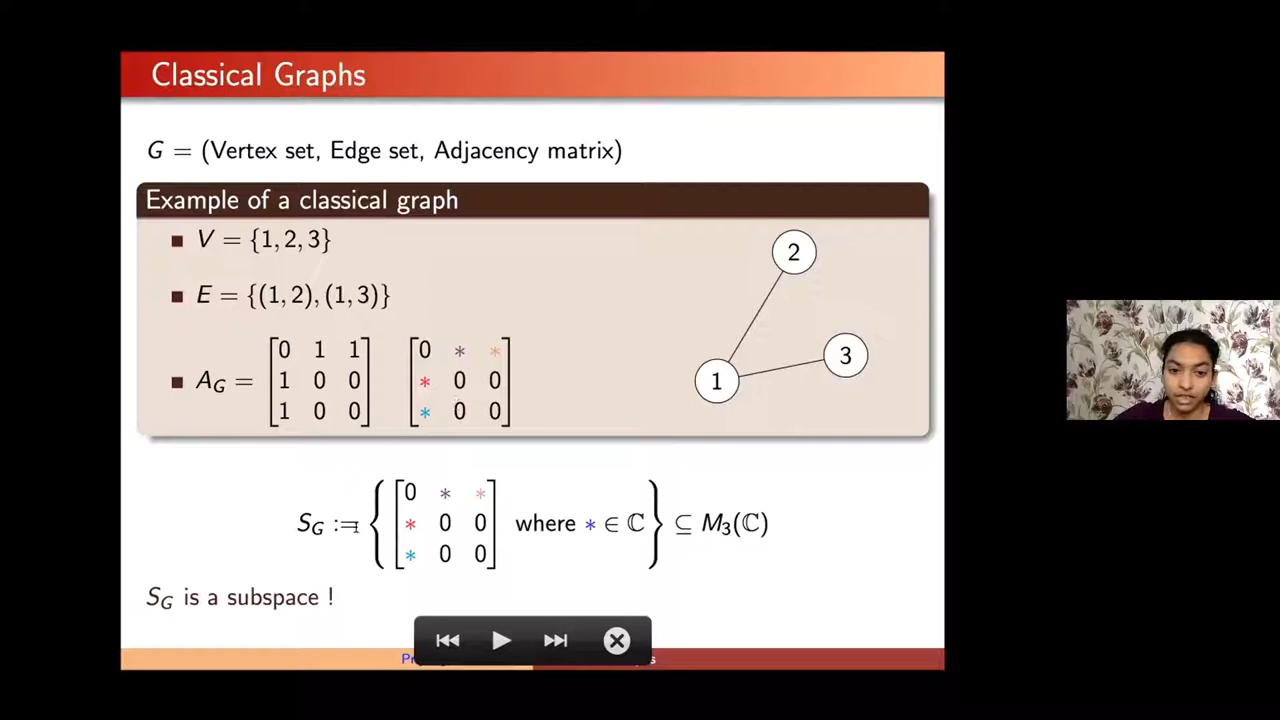 Classical Graphs
G = (Vertex set, Edge set, Adjacency matrix)
Example of a classical graph
V = {1, 2, 3}
E = {(1, 2), (1, 3)}
A_G = [0 1 1; 1 0 0; 1 0 0] [0 * *; * 0 0; * 0 0]
2
3
1
S_G := { [0 * *; * 0 0; * 0 0] where * ∈ ℂ } ⊆ M_3(ℂ)
S_G is a subspace !